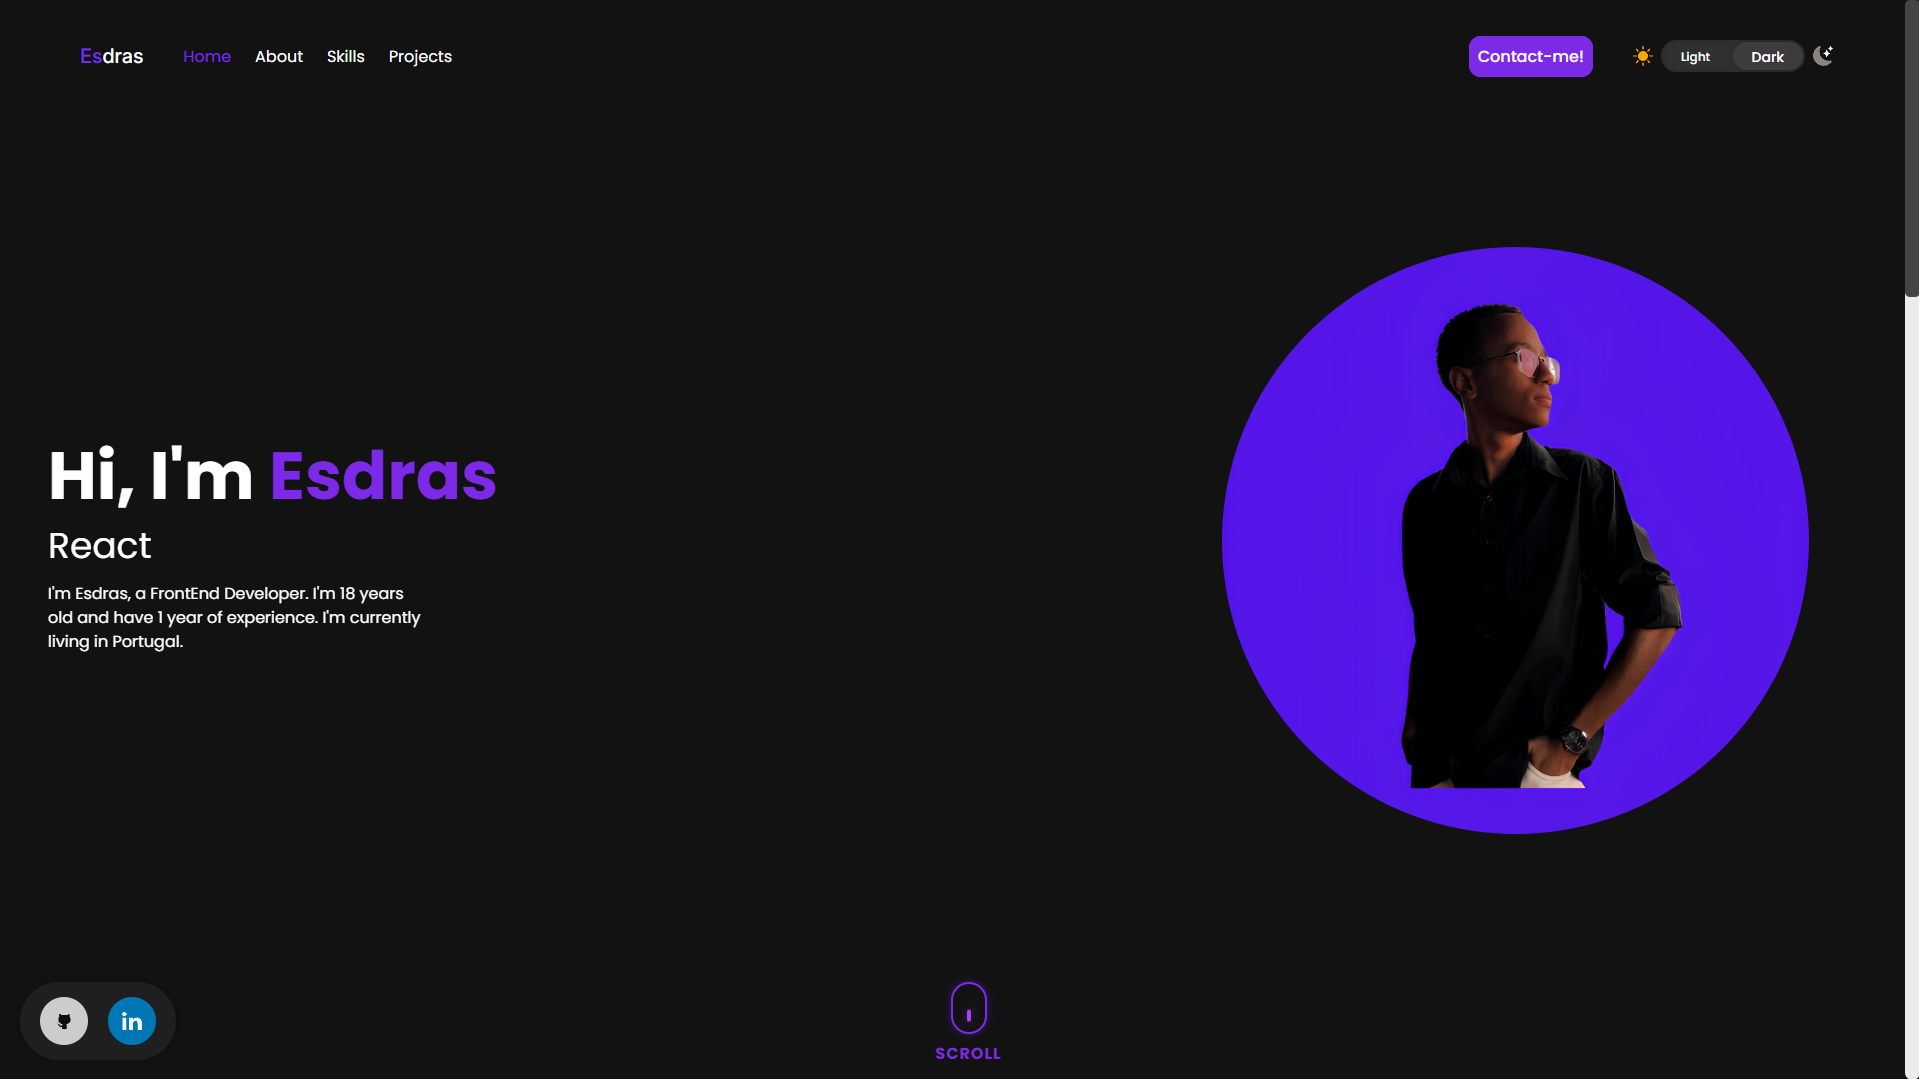 Esdras
Home
About
Skills
Projects
Contact-me!
Light
Dark
Hi, I'm Esdras
React
I'm Esdras, a FrontEnd Developer. I'm 18 years
old and have 1 year of experience. I'm currently
living in Portugal.
in
SCROLL